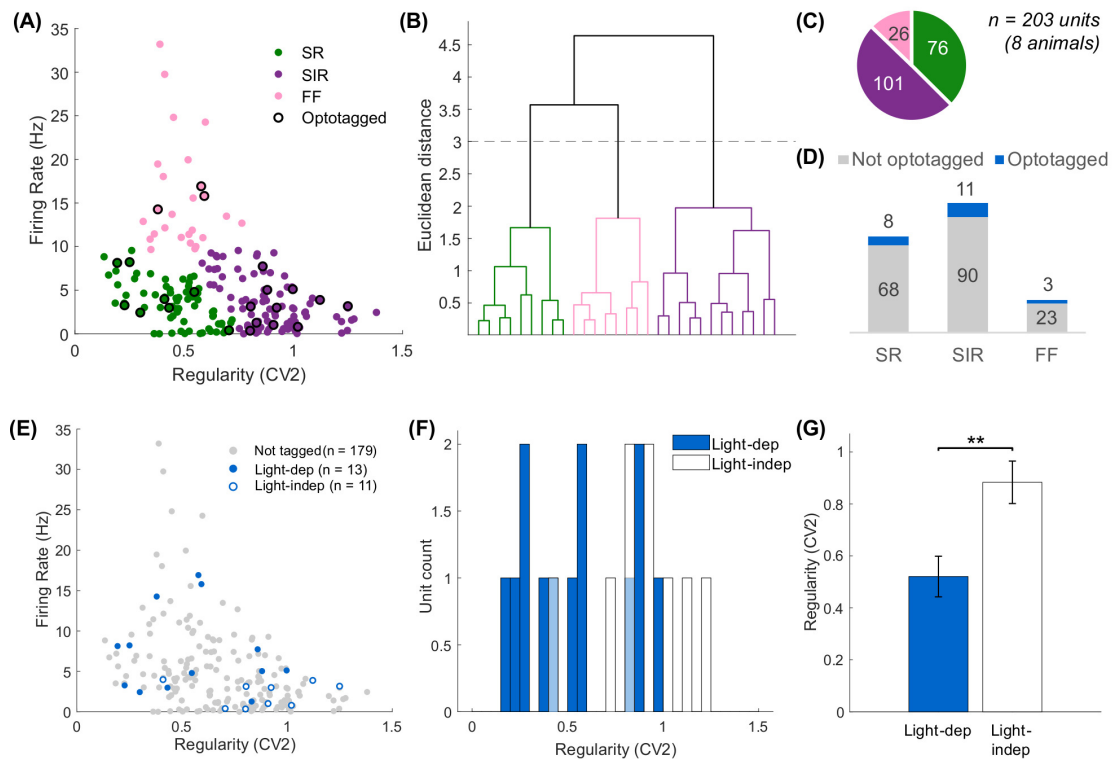 (A)
35
30
25
20
15
10
5
0
Firing Rate (Hz)
SR
SIR
FF
Optotagged
0
0.5
1
1.5
Regularity (CV2)
(B)
4.5
4
3.5
3
2.5
2
1.5
1
0.5
Euclidean distance
(C)
26
76
101
n = 203 units
(8 animals)
(D)
Not optotagged
Optotagged
8
68
11
90
3
23
SR
SIR
FF
(E)
35
30
25
20
15
10
5
0
Firing Rate (Hz)
Not tagged (n = 179)
Light-dep (n = 13)
Light-indep (n = 11)
0
0.5
1
1.5
Regularity (CV2)
(F)
2
1.5
1
0.5
0
Unit count
Light-dep
Light-indep
0
0.5
1
1.5
Regularity (CV2)
(G)
1
0.8
0.6
0.4
0.2
0
Regularity (CV2)
**
Light-dep
Light-
indep